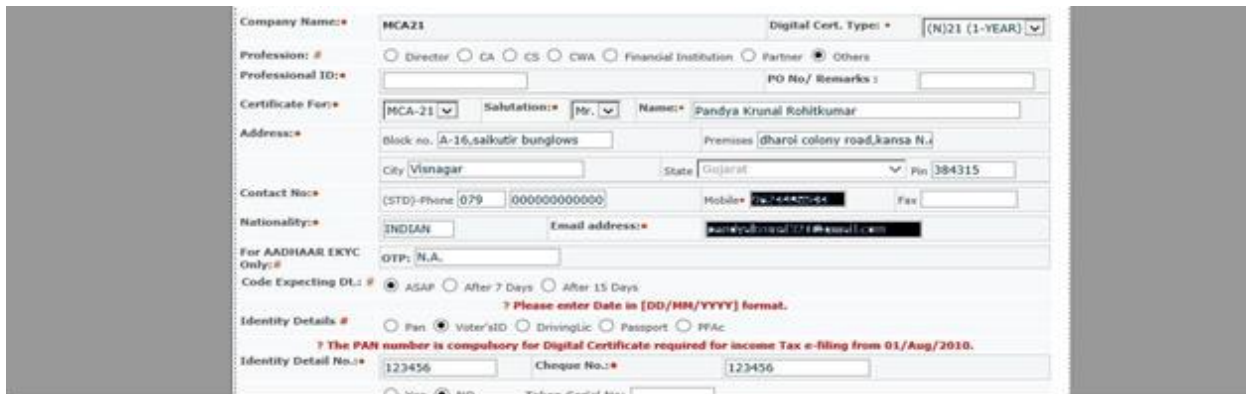 Company Name:* MCA21 Digital Cert. Type: * (N)21 (1-YEAR)
Profession: # Director CA CS CWA Financial Institution Partner Others
Professional ID:* PO No/ Remarks :
Certificate For:* MCA-21 Salutation:* Mr. Name:* Pandya Krunal Rohitkumar
Address:* Block no. A-16,saikutir bunglows Premises dharoi colony road,kansa N.
City Visnagar State Gujarat Pin 384315
Contact No:* (STD)-Phone 079 000000000000 Mobile* Fax
Nationality:* INDIAN Email address:*
For AADHAAR EKYC
Only:# OTP: N.A.
Code Expecting Dt.: # ASAP After 7 Days After 15 Days
? Please enter Date in [DD/MM/YYYY] format.
Identity Details # Pan Voter'sID DrivingLic Passport PFAc
? The PAN number is compulsory for Digital Certificate required for income Tax e-filing from 01/Aug/2010.
Identity Detail No.:* 123456 Cheque No.:* 123456